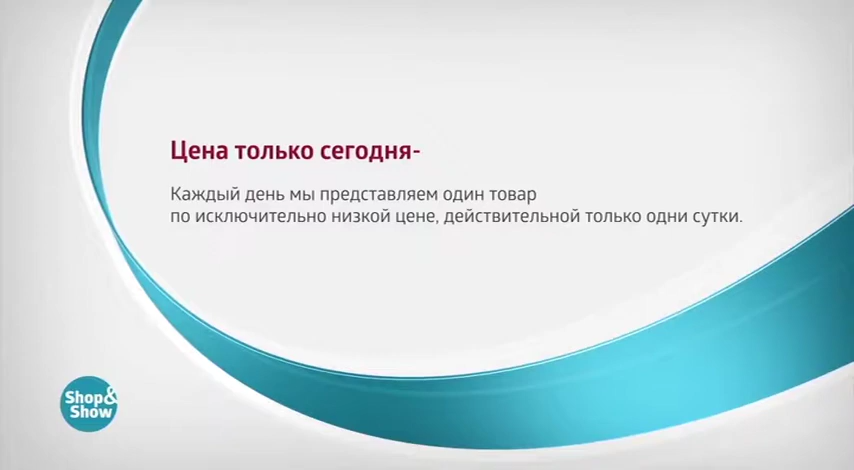 Цена только сегодня-
Каждый день мы представляем один товар
по исключительно низкой цене, действительной только одни сутки.
Shop&
Show